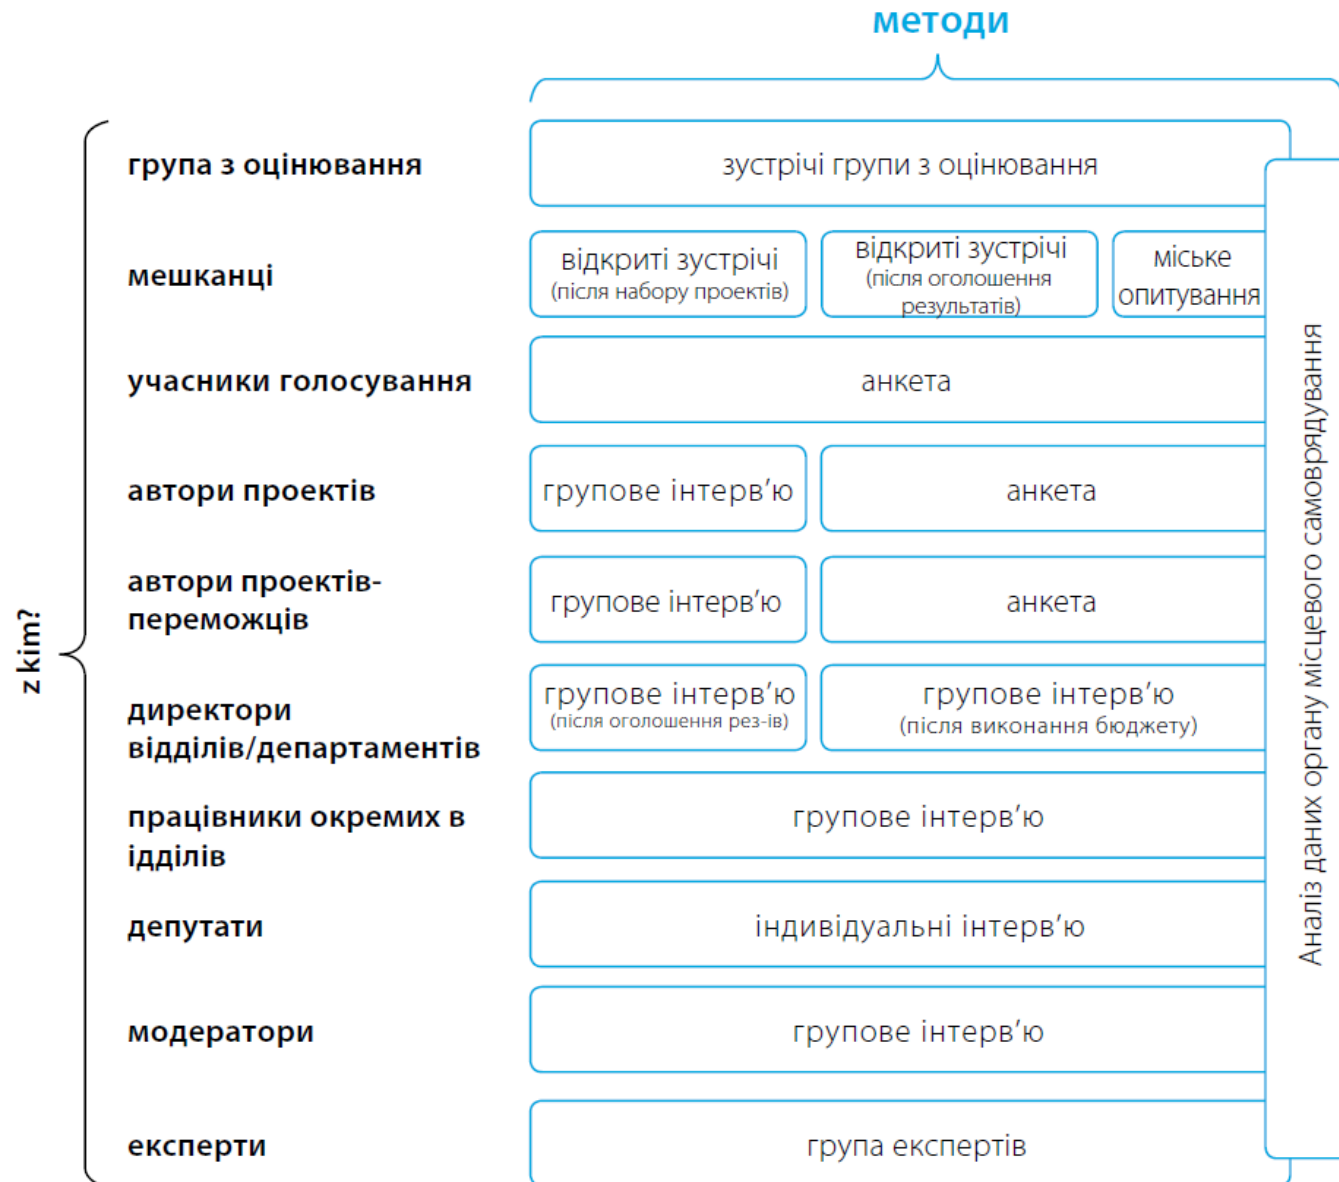 методи
z kim?
група з оцінювання
зустрічі групи з оцінювання
мешканці
відкриті зустрічі
(після набору проектів)
відкриті зустрічі
(після оголошення
результатів)
міське
опитування
учасники голосування
анкета
автори проектів
групове інтерв’ю
анкета
автори проектів-
переможців
групове інтерв’ю
анкета
директори
відділів/департаментів
групове інтерв’ю
(після оголошення рез-ів)
групове інтерв’ю
(після виконання бюджету)
працівники окремих в
ідділів
групове інтерв’ю
депутати
індивідуальні інтерв’ю
модератори
групове інтерв’ю
експерти
група експертів
Аналіз даних органу місцевого самоврядування